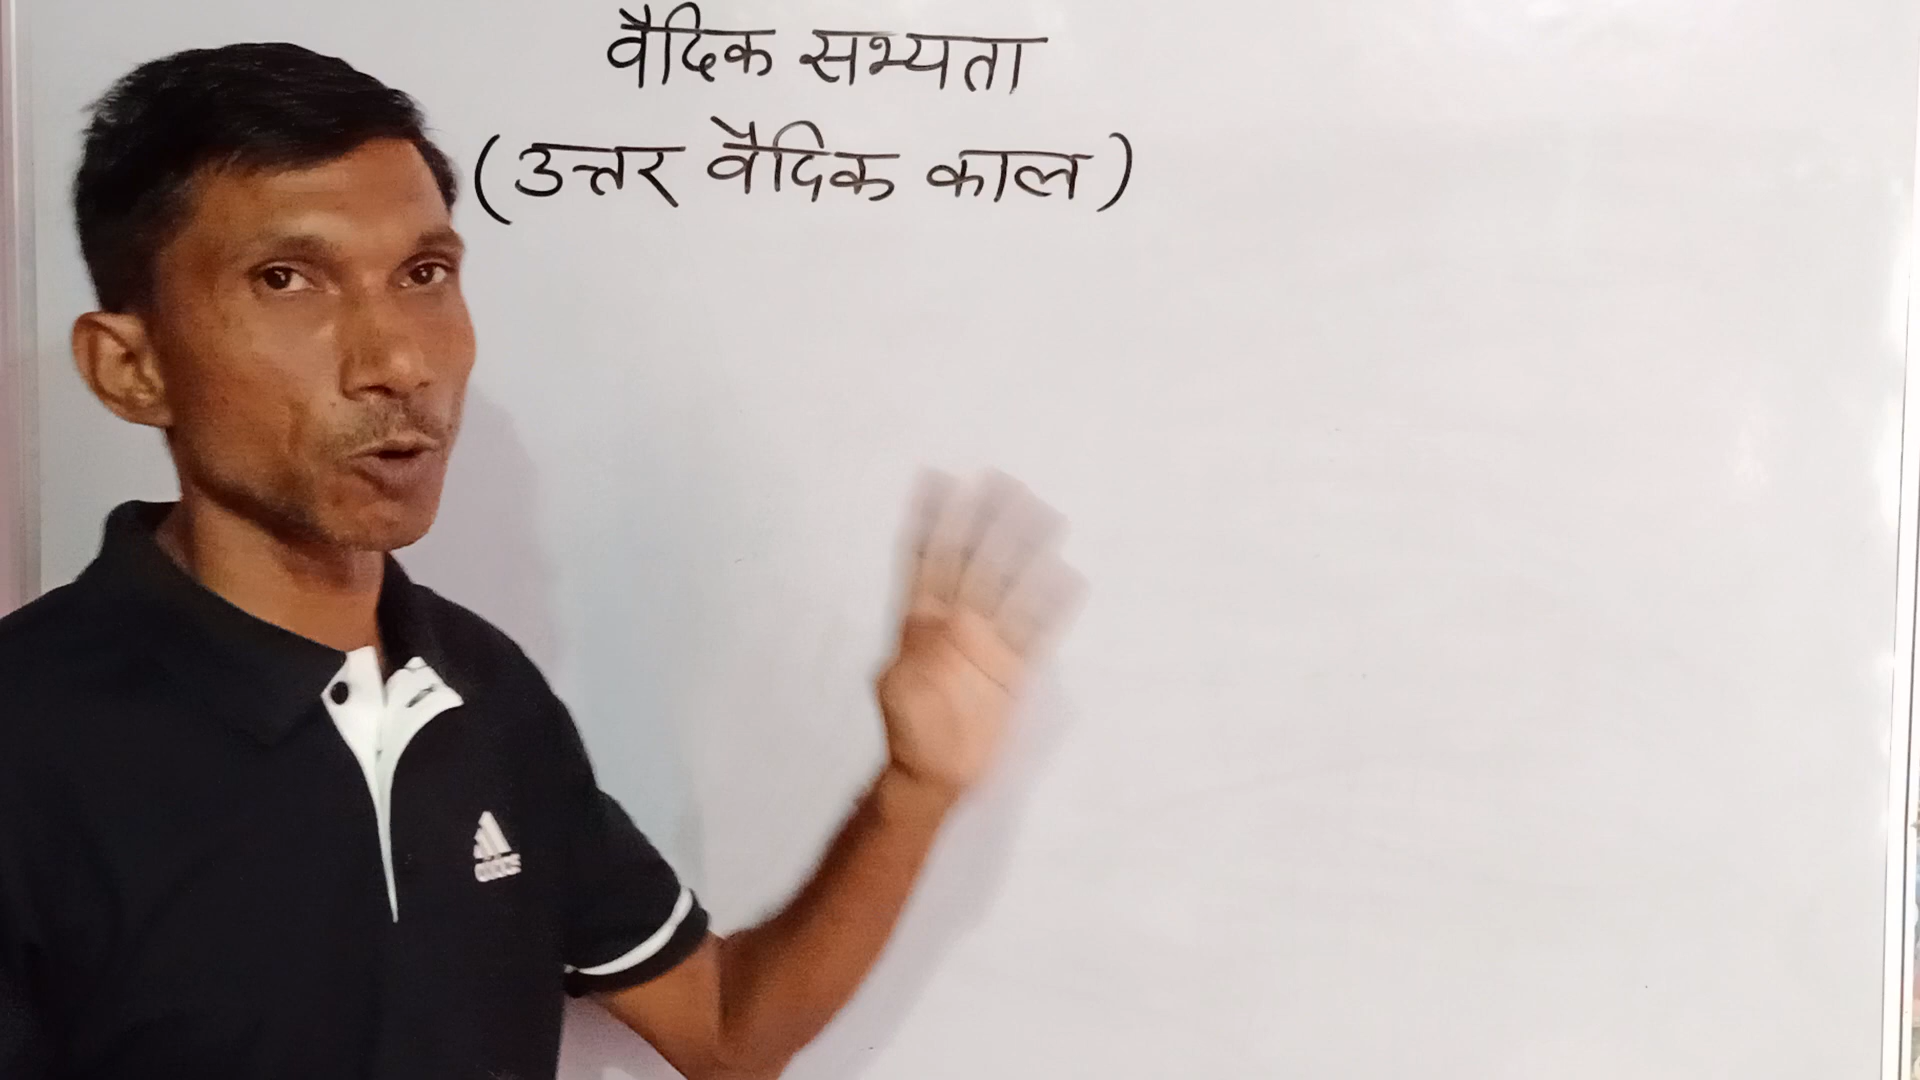 वैदिक सभ्यता
(उत्तर वैदिक काल)